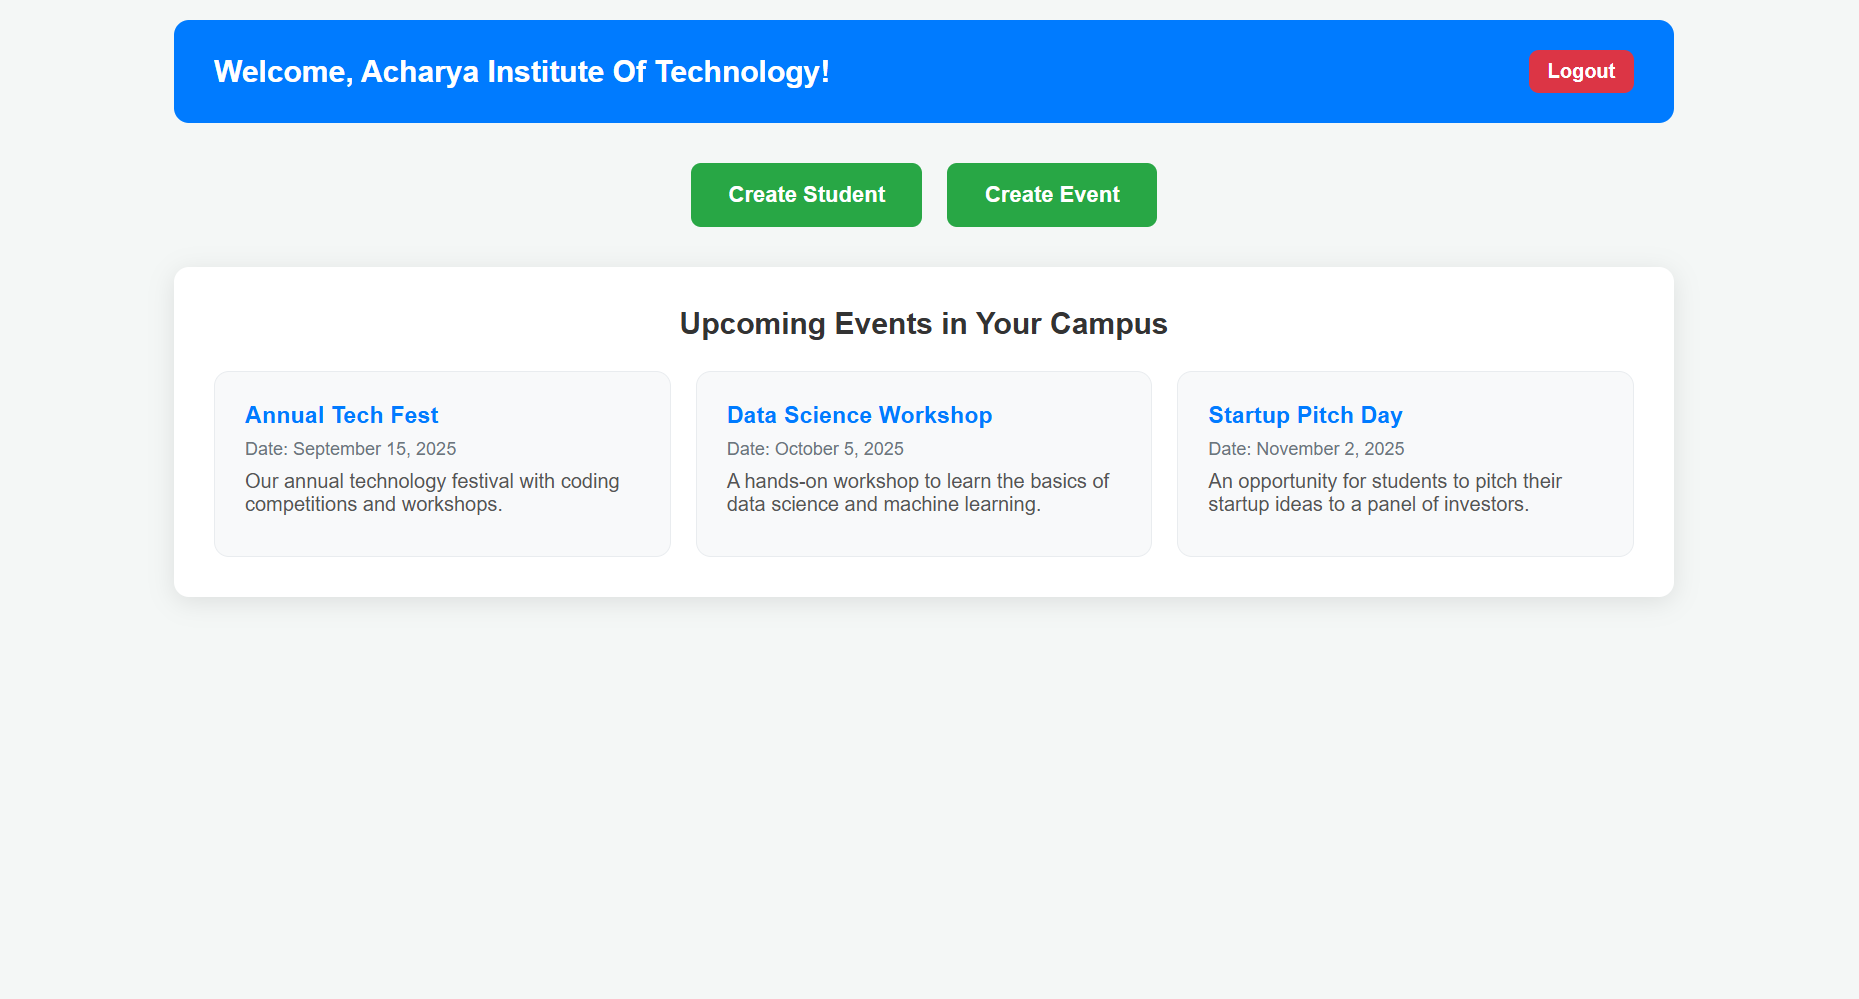 Welcome, Acharya Institute Of Technology!
Logout
Create Student
Create Event
Upcoming Events in Your Campus
Annual Tech Fest
Date: September 15, 2025
Our annual technology festival with coding
competitions and workshops.
Data Science Workshop
Date: October 5, 2025
A hands-on workshop to learn the basics of
data science and machine learning.
Startup Pitch Day
Date: November 2, 2025
An opportunity for students to pitch their
startup ideas to a panel of investors.